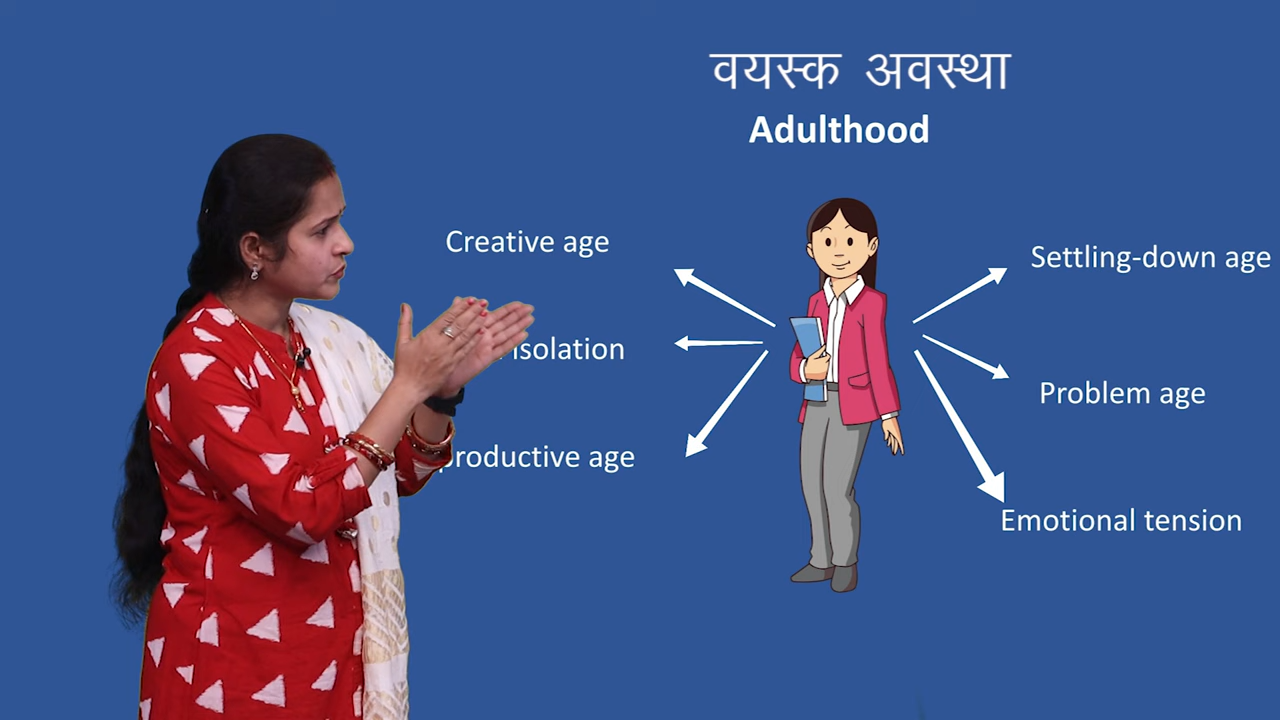 वयस्क अवस्था
Adulthood
Creative age
isolation
productive age
Settling-down age
Problem age
Emotional tension